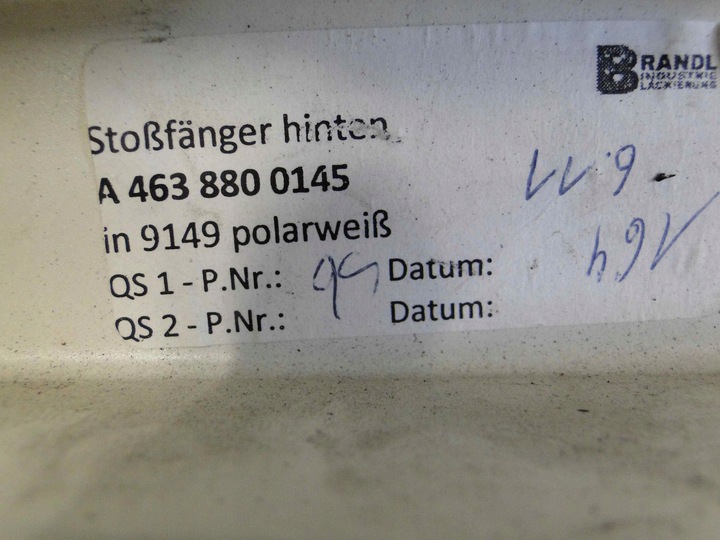 BRANDL
INDUSTRIE
LACKIERUNG
Stoßfänger hinten
A 463 880 0145
in 9149 polarweiß
QS 1 - P.Nr.: Datum:
QS 2 - P.Nr.: Datum: